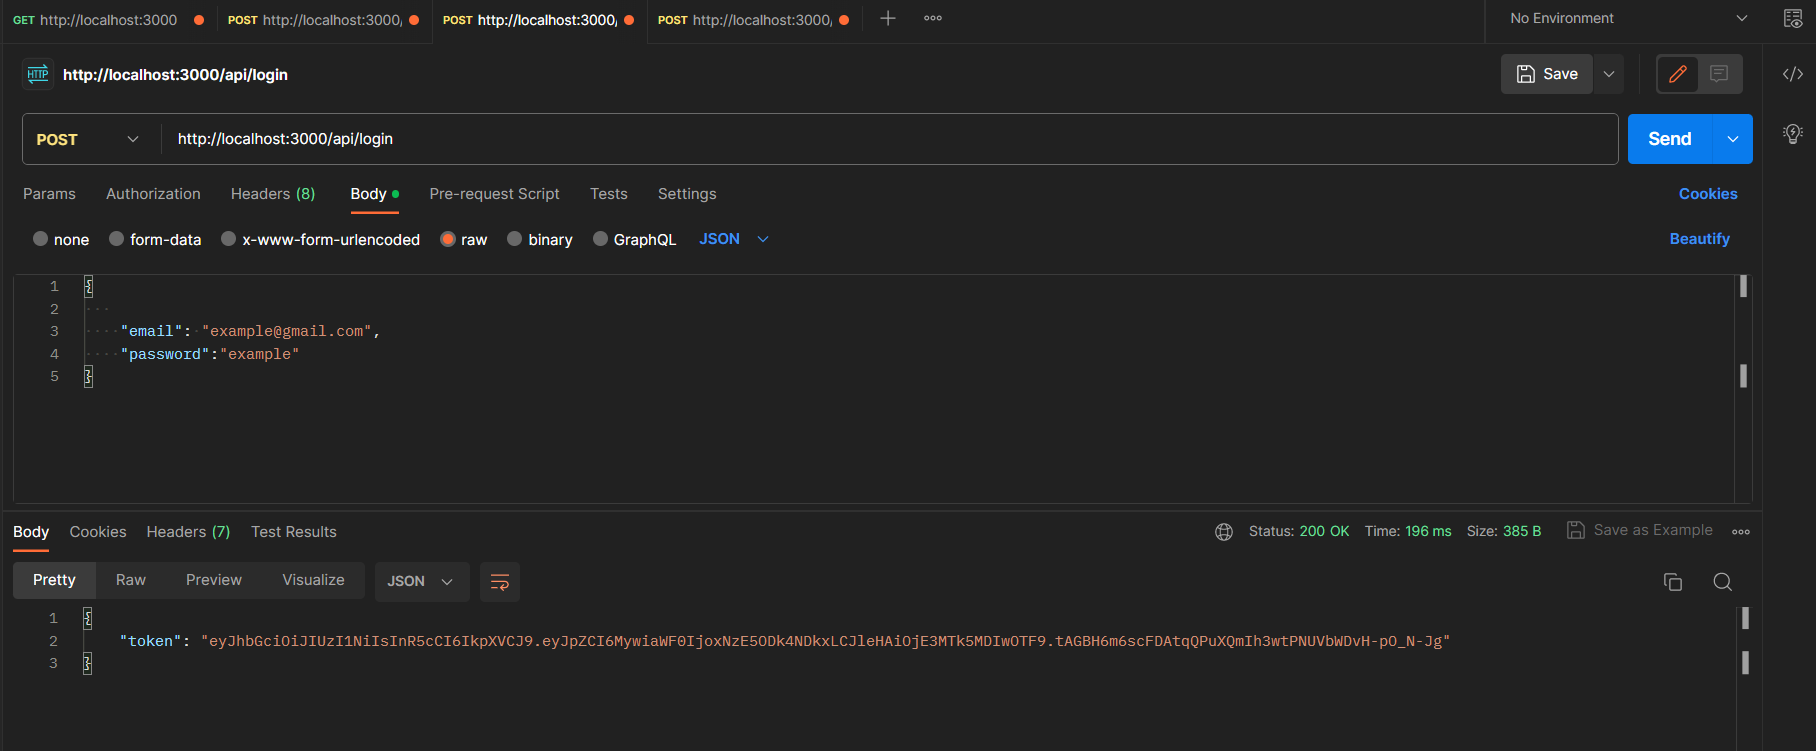 GET http://localhost:3000 POST http://localhost:3000/ POST http://localhost:3000/ POST http://localhost:3000/ No Environment
HTTP http://localhost:3000/api/login Save
POST http://localhost:3000/api/login Send
Params Authorization Headers (8) Body Pre-request Script Tests Settings Cookies
none form-data x-www-form-urlencoded raw binary GraphQL JSON Beautify
1 {
2
3 "email": "example@gmail.com",
4 "password":"example"
5 }
Body Cookies Headers (7) Test Results Status: 200 OK Time: 196 ms Size: 385 B Save as Example
Pretty Raw Preview Visualize JSON
1 {
2 "token": "eyJhbGciOiJIUzI1NiIsInR5cCI6IkpXVCJ9.eyJpZCI6MywiaWF0IjoxNzE5ODk4NDkxLCJleHAiOjE3MTk5MDIwOTF9.tAGBH6m6scFDAtqQPuXQmIh3wtPNUVbWDvH-pO_N-Jg"
3 }